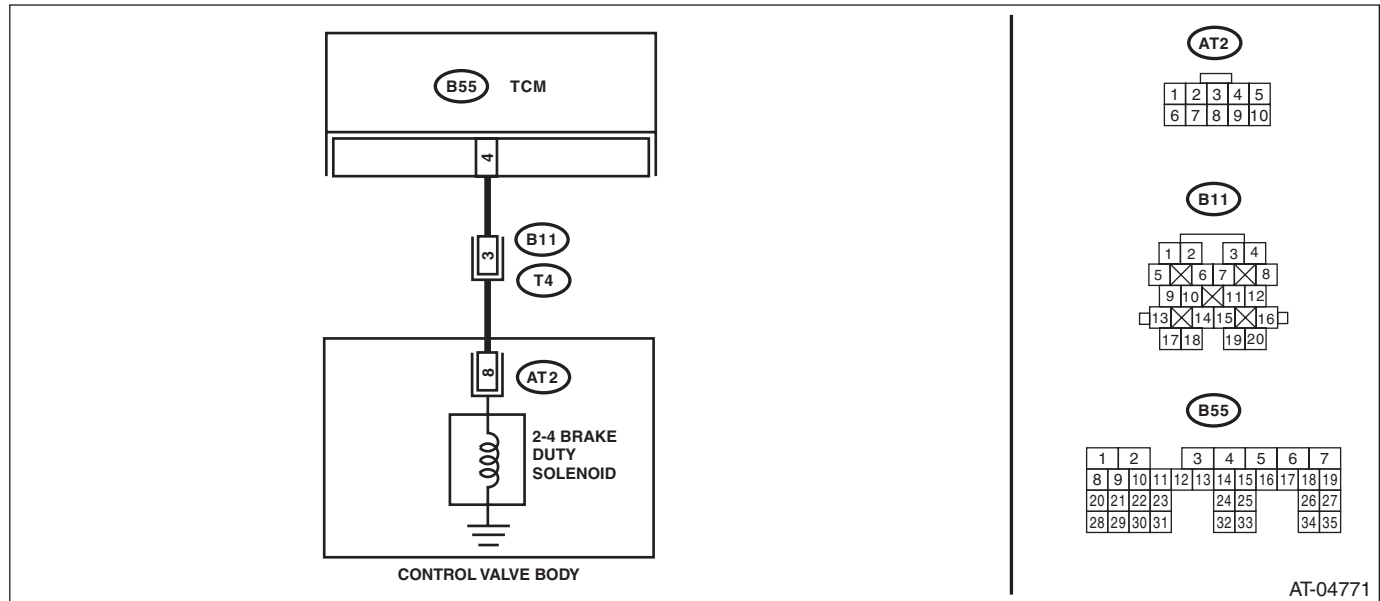 B55 TCM
4
3
B11
T4
8
AT2
2-4 BRAKE
DUTY
SOLENOID
CONTROL VALVE BODY
AT2
1 2 3 4 5
6 7 8 9 10
B11
1 2 3 4
5 6 7 8
9 10 11 12
13 14 15 16
17 18 19 20
B55
1 2 3 4 5 6 7
8 9 10 11 12 13 14 15 16 17 18 19
20 21 22 23 24 25 26 27
28 29 30 31 32 33 34 35
AT-04771